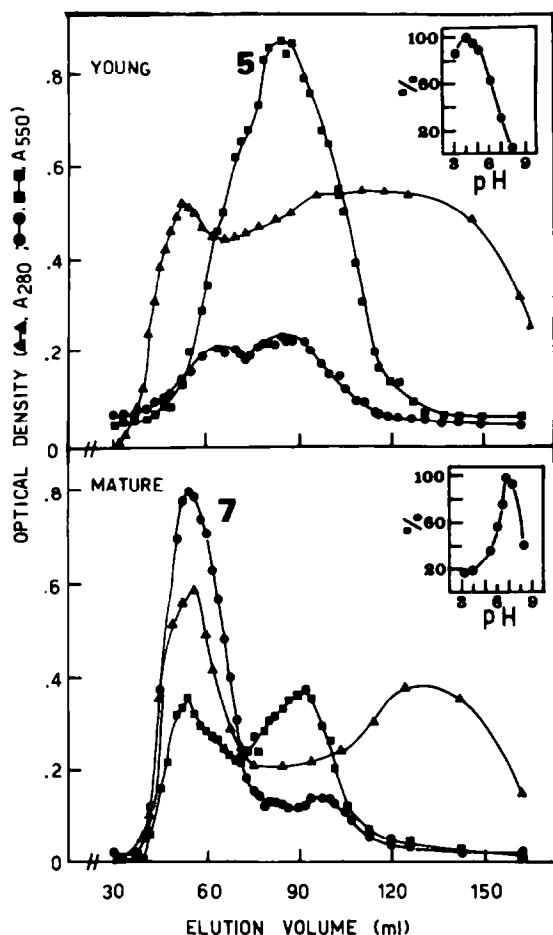 OPTICAL DENSITY (▲-▲, A280 ;●-●,■-■,A550)
.8
.6
.4
.2
0
YOUNG
5
100
60
20
%
3 6 9
pH
.8
.6
.4
.2
0
MATURE
7
100
60
20
%
3 6 9
pH
30 60 90 120 150
ELUTION VOLUME (ml)